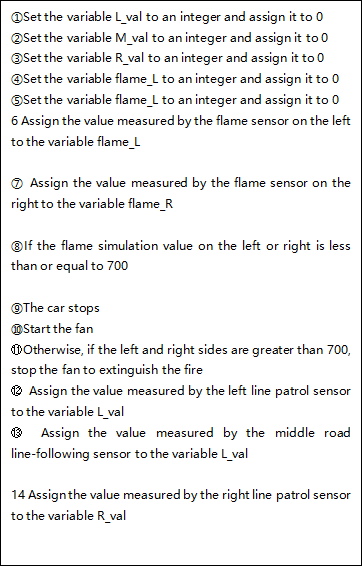 ①Set the variable L_val to an integer and assign it to 0
②Set the variable M_val to an integer and assign it to 0
③Set the variable R_val to an integer and assign it to 0
④Set the variable flame_L to an integer and assign it to 0
⑤Set the variable flame_L to an integer and assign it to 0
6 Assign the value measured by the flame sensor on the left
to the variable flame_L
⑦ Assign the value measured by the flame sensor on the
right to the variable flame_R
⑧If the flame simulation value on the left or right is less
than or equal to 700
⑨The car stops
⑩Start the fan
⑪Otherwise, if the left and right sides are greater than 700,
stop the fan to extinguish the fire
⑫ Assign the value measured by the left line patrol sensor
to the variable L_val
⑬ Assign the value measured by the middle road
line-following sensor to the variable L_val
14 Assign the value measured by the right line patrol sensor
to the variable R_val